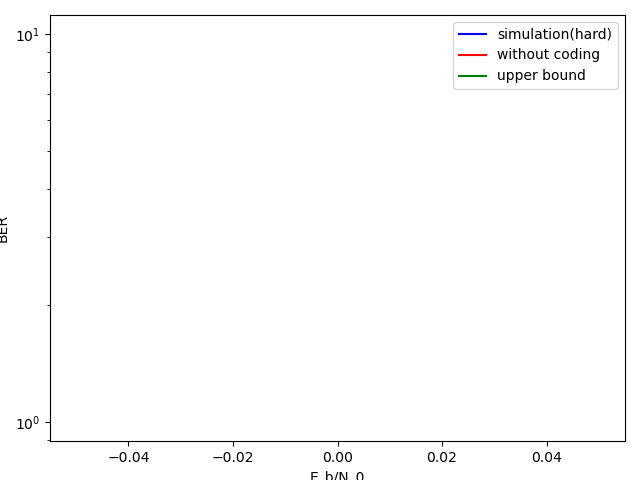 10¹
simulation(hard)
without coding
upper bound
BER
10⁰
−0.04 −0.02 0.00 0.02 0.04
E_b/N_0